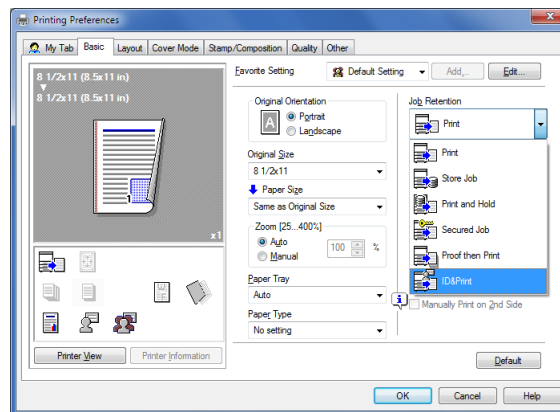 Printing Preferences
My Tab Basic Layout Cover Mode Stamp/Composition Quality Other
8 1/2x11 (8.5x11 in)
8 1/2x11 (8.5x11 in)
1
x1
Printer View Printer Information
Favorite Setting Default Setting Add... Edit...
Original Orientation
A
Portrait
Landscape
Original Size
8 1/2x11
Paper Size
Same as Original Size
Zoom [25...400%]
Auto
Manual
100 %
Paper Tray
Auto
Paper Type
No setting
Job Retention
Print
Print
Store Job
Print and Hold
Secured Job
Proof then Print
ID&Print
Manually Print on 2nd Side
Default
OK Cancel Help